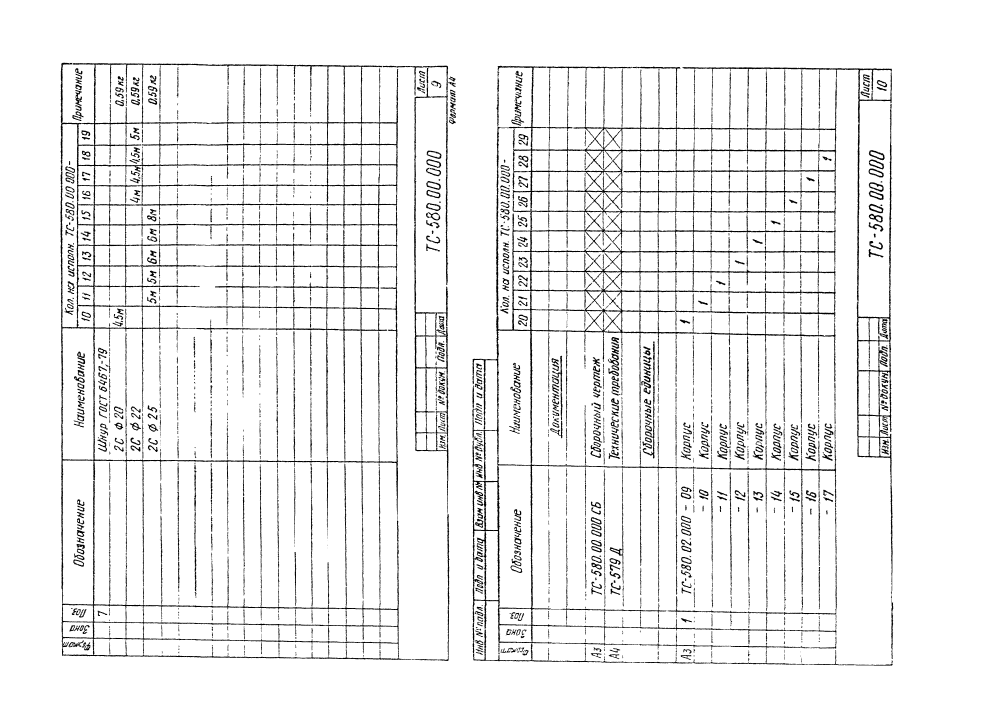 Формат Зона Поз. Обозначение Наименование Кол. на исполн. ТС-580.00.000- Примечание
10 11 12 13 14 15 16 17 18 19
7 Шнур ГОСТ 6467-79
2С Ф 20 4.5м 0.59 кг
2С Ф 22 4м 4.5м 4.5м 5м 0.59 кг
2С Ф 25 5м 5м 6м 6м 8м 0.59 кг
ТС-580.00.000
Лист
9
Изм Лист № докум. Подп. Дата
Формат А4
Инв № подл. Подп. и дата Взам инв № Инв № дубл. Подп и дата
Формат Зона Поз. Обозначение Наименование Кол. на исполн. ТС-580.00.000- Примечание
20 21 22 23 24 25 26 27 28 29
Документация
А3 ТС-580.00.000 СБ Сборочный чертеж
А4 ТС-579 Д Технические требования
Сборочные единицы
А3 1 ТС-580.02.000 - 09 Корпус 1
- 10 Корпус 1
- 11 Корпус 1
- 12 Корпус 1
- 13 Корпус 1
- 14 Корпус 1
- 15 Корпус 1
- 16 Корпус 1
- 17 Корпус 1
ТС-580.00.000
Лист
10
Изм Лист № докум. Подп. Дата